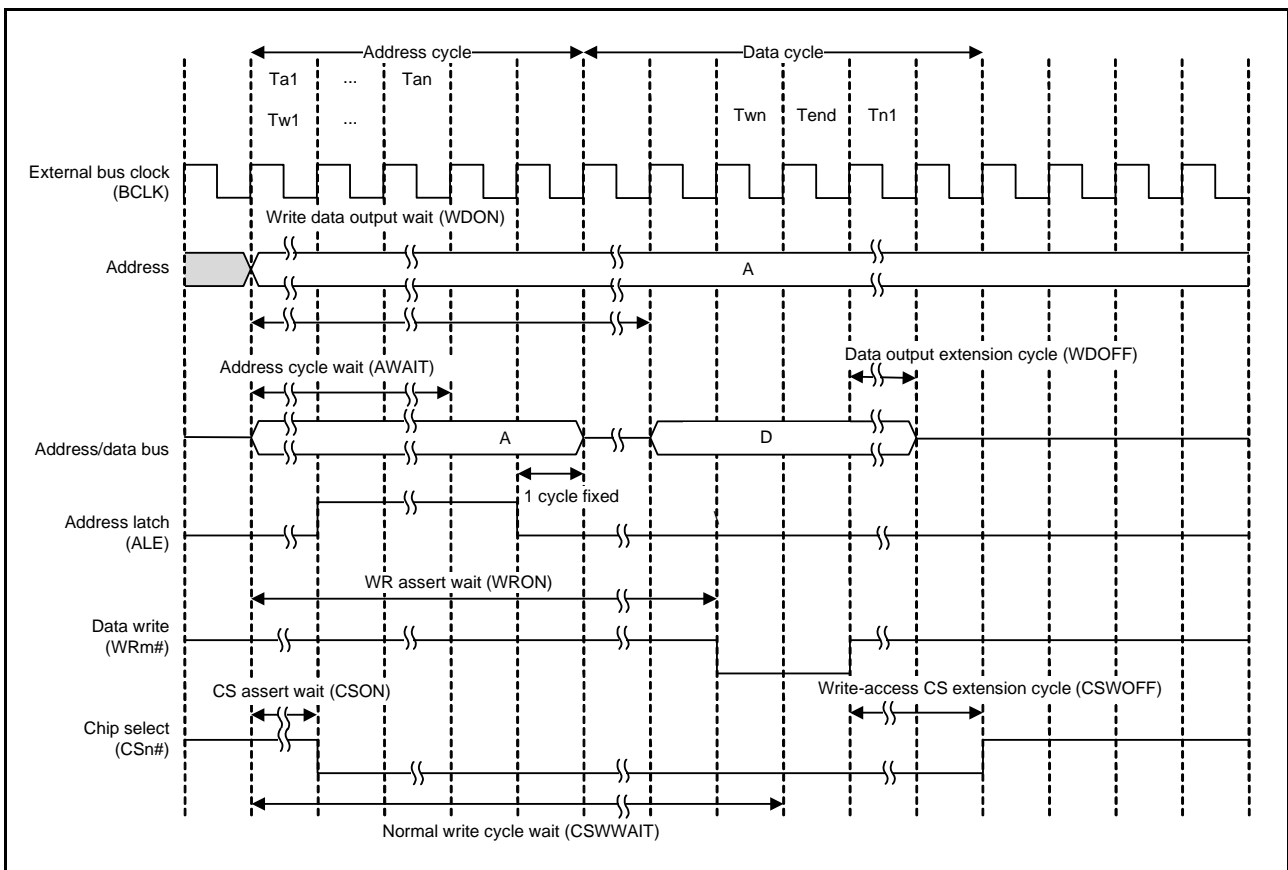 Address cycle
Data cycle
Ta1 ... Tan
Tw1 ...
Twn Tend Tn1
External bus clock
(BCLK)
Write data output wait (WDON)
Address
A
Data output extension cycle (WDOFF)
Address cycle wait (AWAIT)
Address/data bus
A
D
1 cycle fixed
Address latch
(ALE)
WR assert wait (WRON)
Data write
(WRm#)
CS assert wait (CSON)
Write-access CS extension cycle (CSWOFF)
Chip select
(CSn#)
Normal write cycle wait (CSWWAIT)